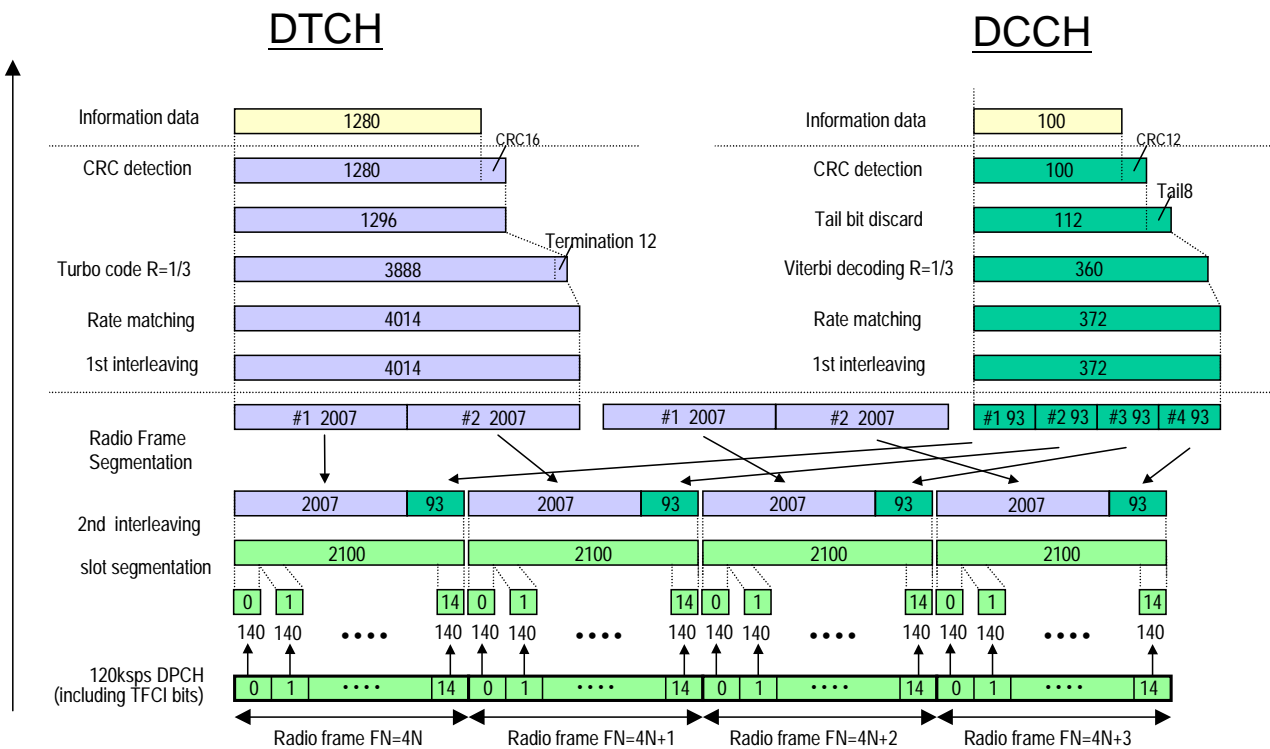 DTCH DCCH
Information data 1280 Information data 100
CRC16 CRC12
CRC detection 1280 CRC detection 100
Tail8
1296 Tail bit discard 112
Termination 12
Turbo code R=1/3 3888 Viterbi decoding R=1/3 360
Rate matching 4014 Rate matching 372
1st interleaving 4014 1st interleaving 372
#1 2007 #2 2007 #1 2007 #2 2007 #1 93 #2 93 #3 93 #4 93
Radio Frame
Segmentation
2007 93 2007 93 2007 93 2007 93
2nd interleaving
2100 2100 2100 2100
slot segmentation
0 1 14 0 1 14 0 1 14 0 1 14
140 140 •••• 140 140 140 •••• 140 140 140 •••• 140 140 140 •••• 140
120ksps DPCH
(including TFCI bits)
0 1 •••• 14 0 1 •••• 14 0 1 •••• 14 0 1 •••• 14
Radio frame FN=4N Radio frame FN=4N+1 Radio frame FN=4N+2 Radio frame FN=4N+3